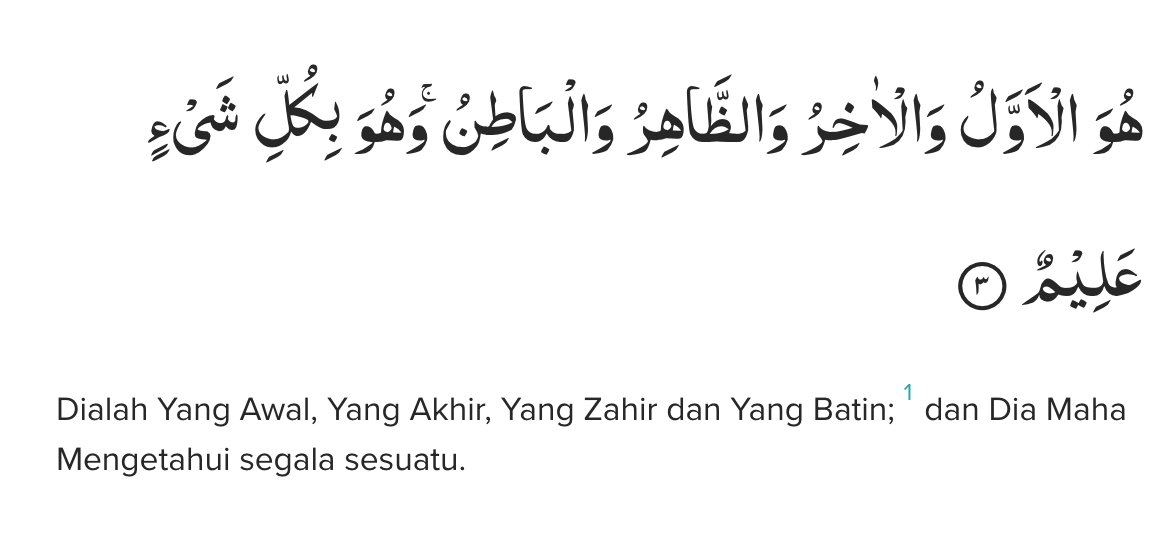 هُوَ الْاَوَّلُ وَالْاٰخِرُ وَالظَّاهِرُ وَالْبَاطِنُۚ وَهُوَ بِكُلِّ شَيْءٍ
عَلِيْمٌ ٣
Dialah Yang Awal, Yang Akhir, Yang Zahir dan Yang Batin; 1 dan Dia Maha
Mengetahui segala sesuatu.